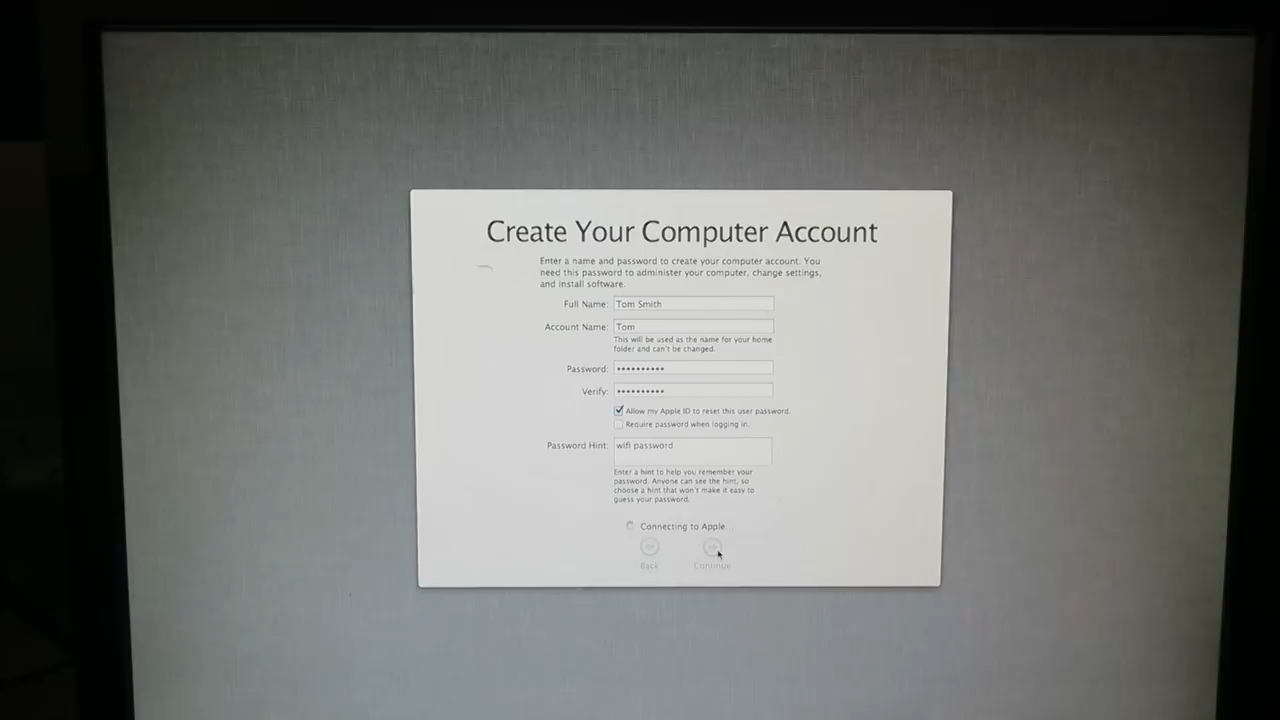 Create Your Computer Account
Enter a name and password to create your computer account. You
need this password to administer your computer, change settings,
and install software.
Full Name: Tom Smith
Account Name: Tom
This will be used as the name for your home
folder and can't be changed.
Password: ••••••••••
Verify: ••••••••••
Allow my Apple ID to reset this user password.
Require password when logging in.
Password Hint: wifi password
Enter a hint to help you remember your
password. Anyone can see the hint, so
choose a hint that won't make it easy to
guess your password.
Connecting to Apple...
Back
Continue